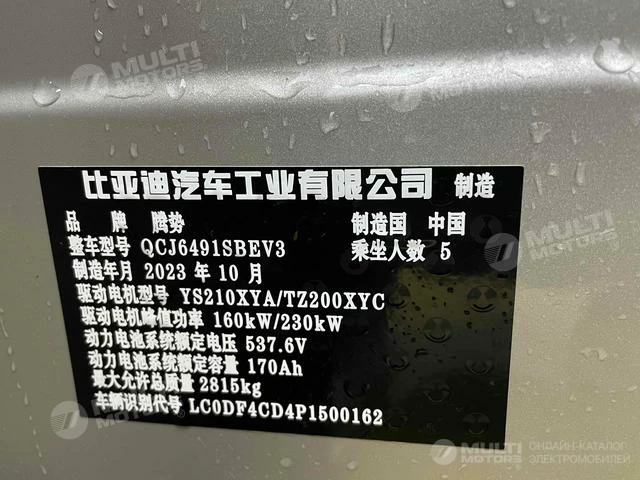 MULTI MOTORS
MULTI MOTORS
比亚迪汽车工业有限公司 制造
品 牌 腾势 制造国 中国
整车型号 QCJ6491SBEV3 乘坐人数 5
制造年月 2023 年 10 月
驱动电机型号 YS210XYA/TZ200XYC
驱动电机峰值功率 160kW/230kW
动力电池系统额定电压 537.6V
动力电池系统额定容量 170Ah
最大允许总质量 2815kg
车辆识别代号 LC0DF4CD4P1500162
MULTI MOTORS ОНЛАЙН-КАТАЛОГ ЭЛЕКТРОМОБИЛЕЙ